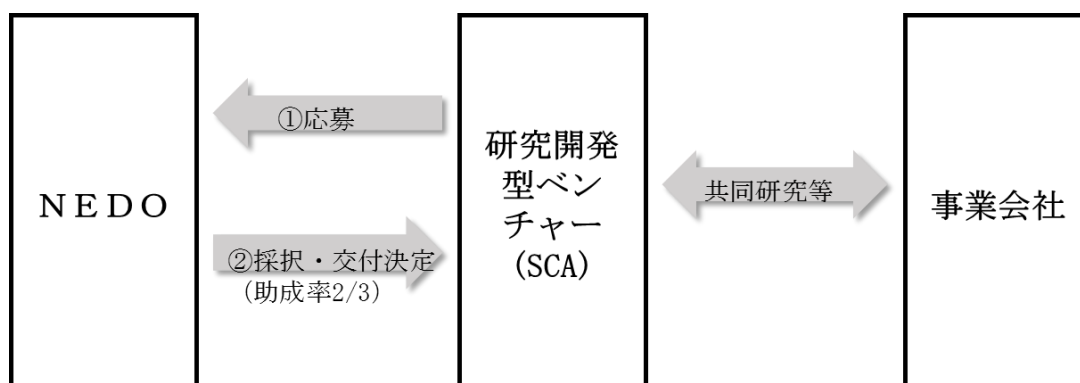 NEDO
①応募
②採択・交付決定
(助成率2/3)
研究開発
型ベン
チャー
(SCA)
共同研究等
事業会社